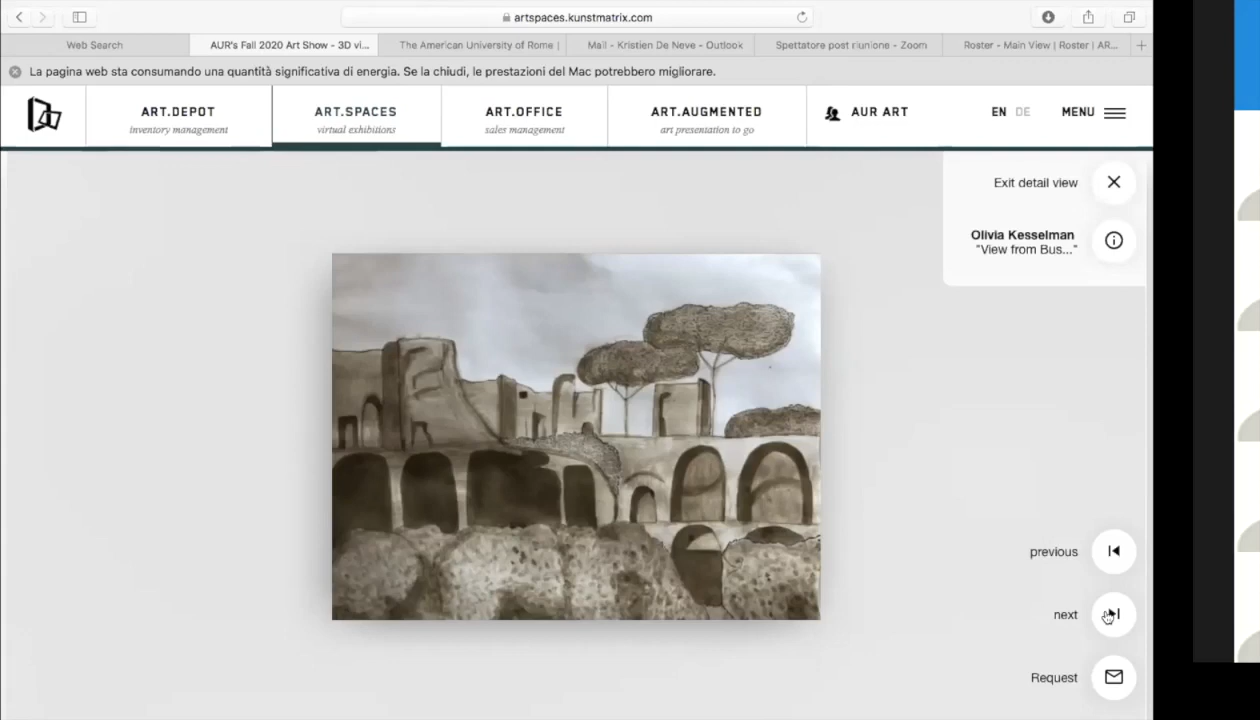 artspaces.kunstmatrix.com
Web Search
AUR's Fall 2020 Art Show - 3D vi...
The American University of Rome |
Mail - Kristien De Neve - Outlook
Spettatore post riunione - Zoom
Roster - Main View | Roster | AR...
La pagina web sta consumando una quantità significativa di energia. Se la chiudi, le prestazioni del Mac potrebbero migliorare.
ART.DEPOT
inventory management
ART.SPACES
virtual exhibitions
ART.OFFICE
sales management
ART.AUGMENTED
art presentation to go
AUR ART
EN DE
MENU
Exit detail view
Olivia Kesselman
"View from Bus..."
previous
next
Request